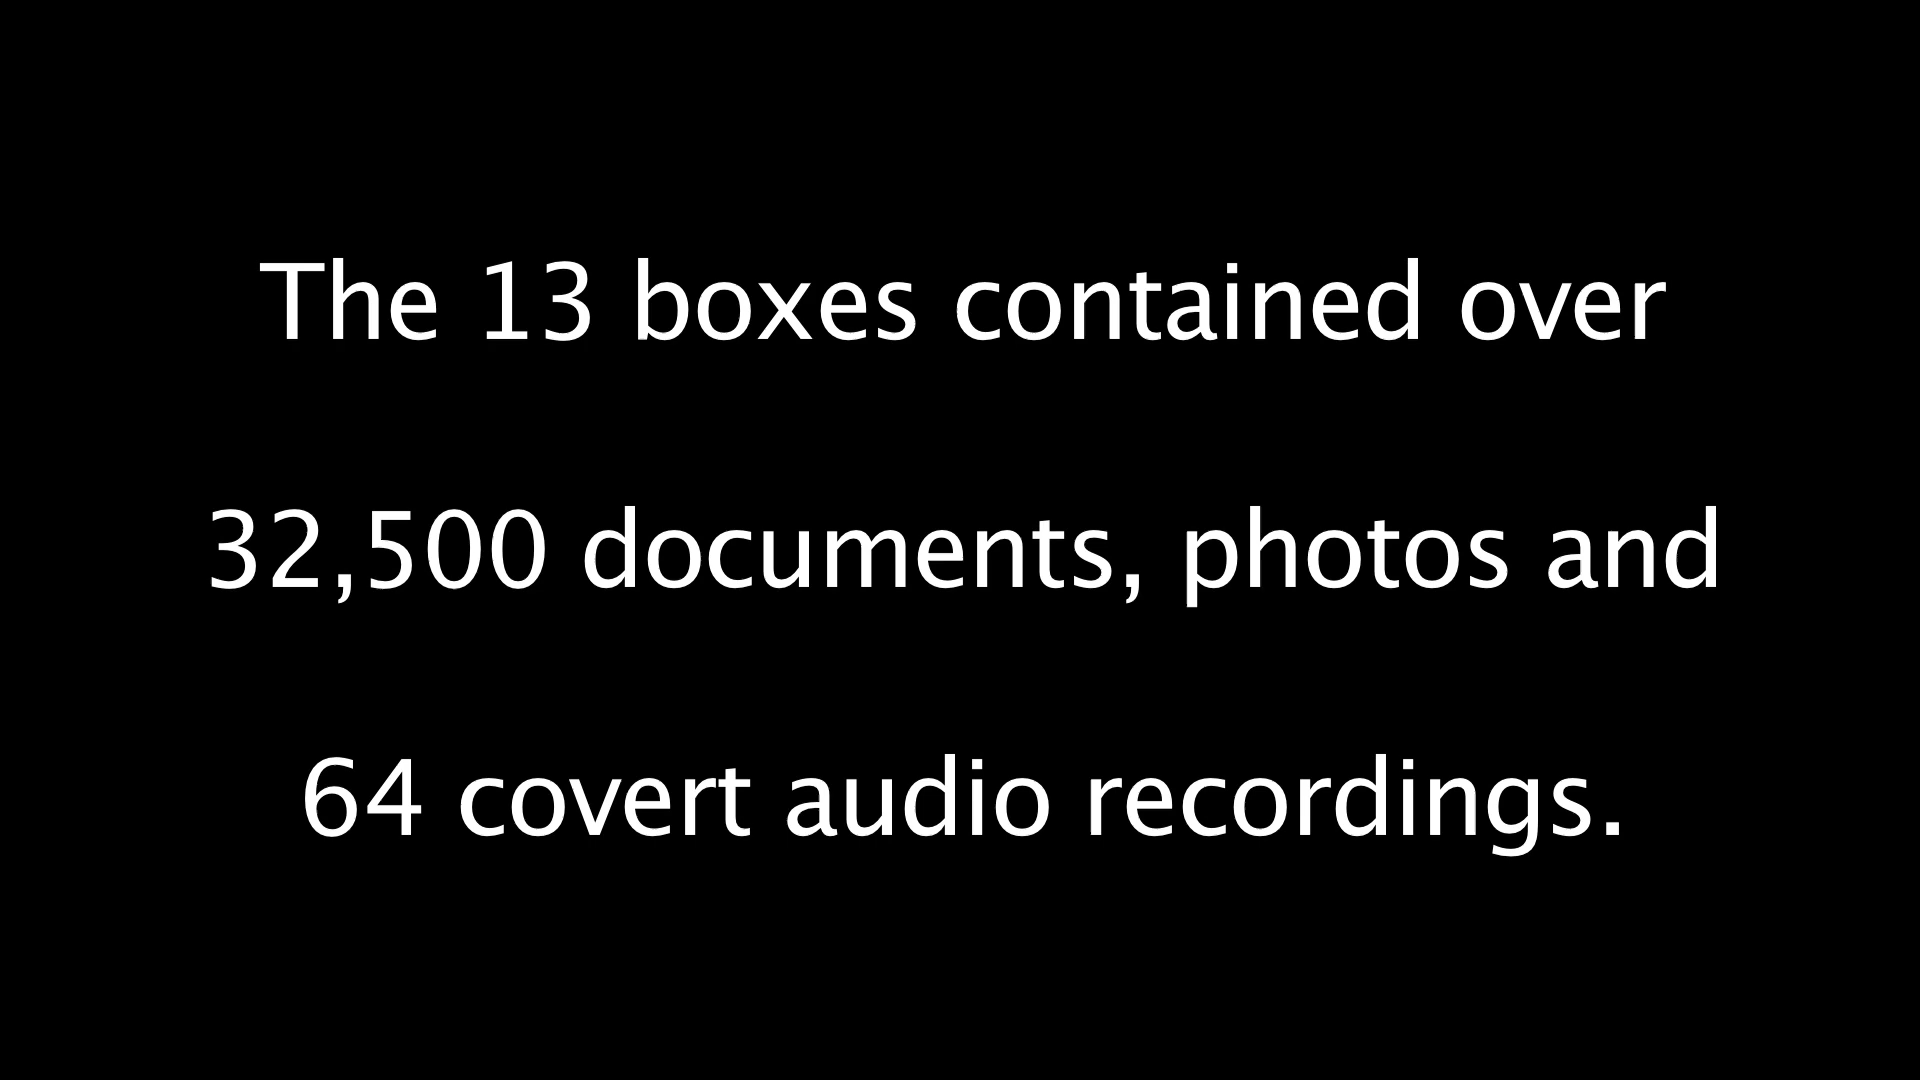 The 13 boxes contained over
32,500 documents, photos and
64 covert audio recordings.